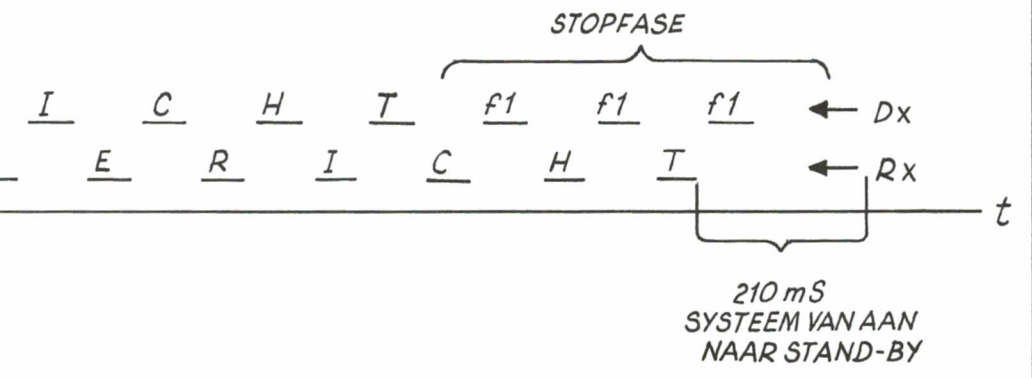 STOPFASE
I C H T f1 f1 f1 Dx
E R I C H T Rx
t
210 mS
SYSTEEM VAN AAN
NAAR STAND-BY